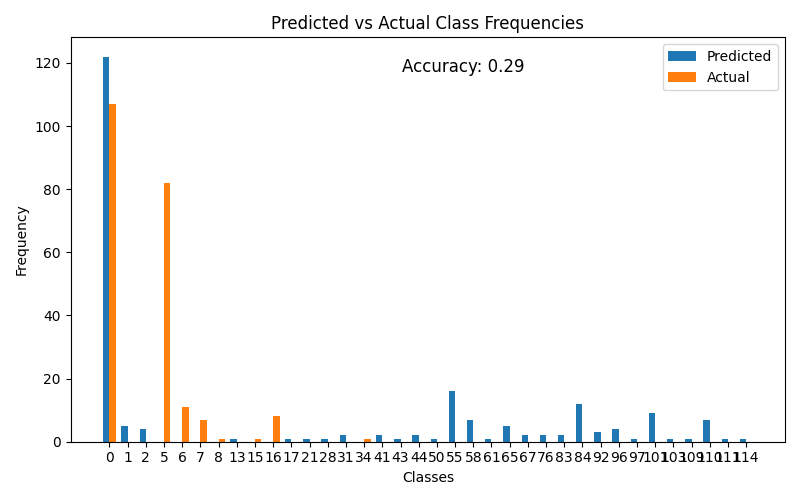 Predicted vs Actual Class Frequencies
Accuracy: 0.29
Predicted
Actual
Frequency
120
100
80
60
40
20
0
0 1 2 5 6 7 8 13 15 16 17 21 28 31 34 41 43 44 50 55 58 61 65 67 76 83 84 92 96 97 101 103 109 110 111 114
Classes